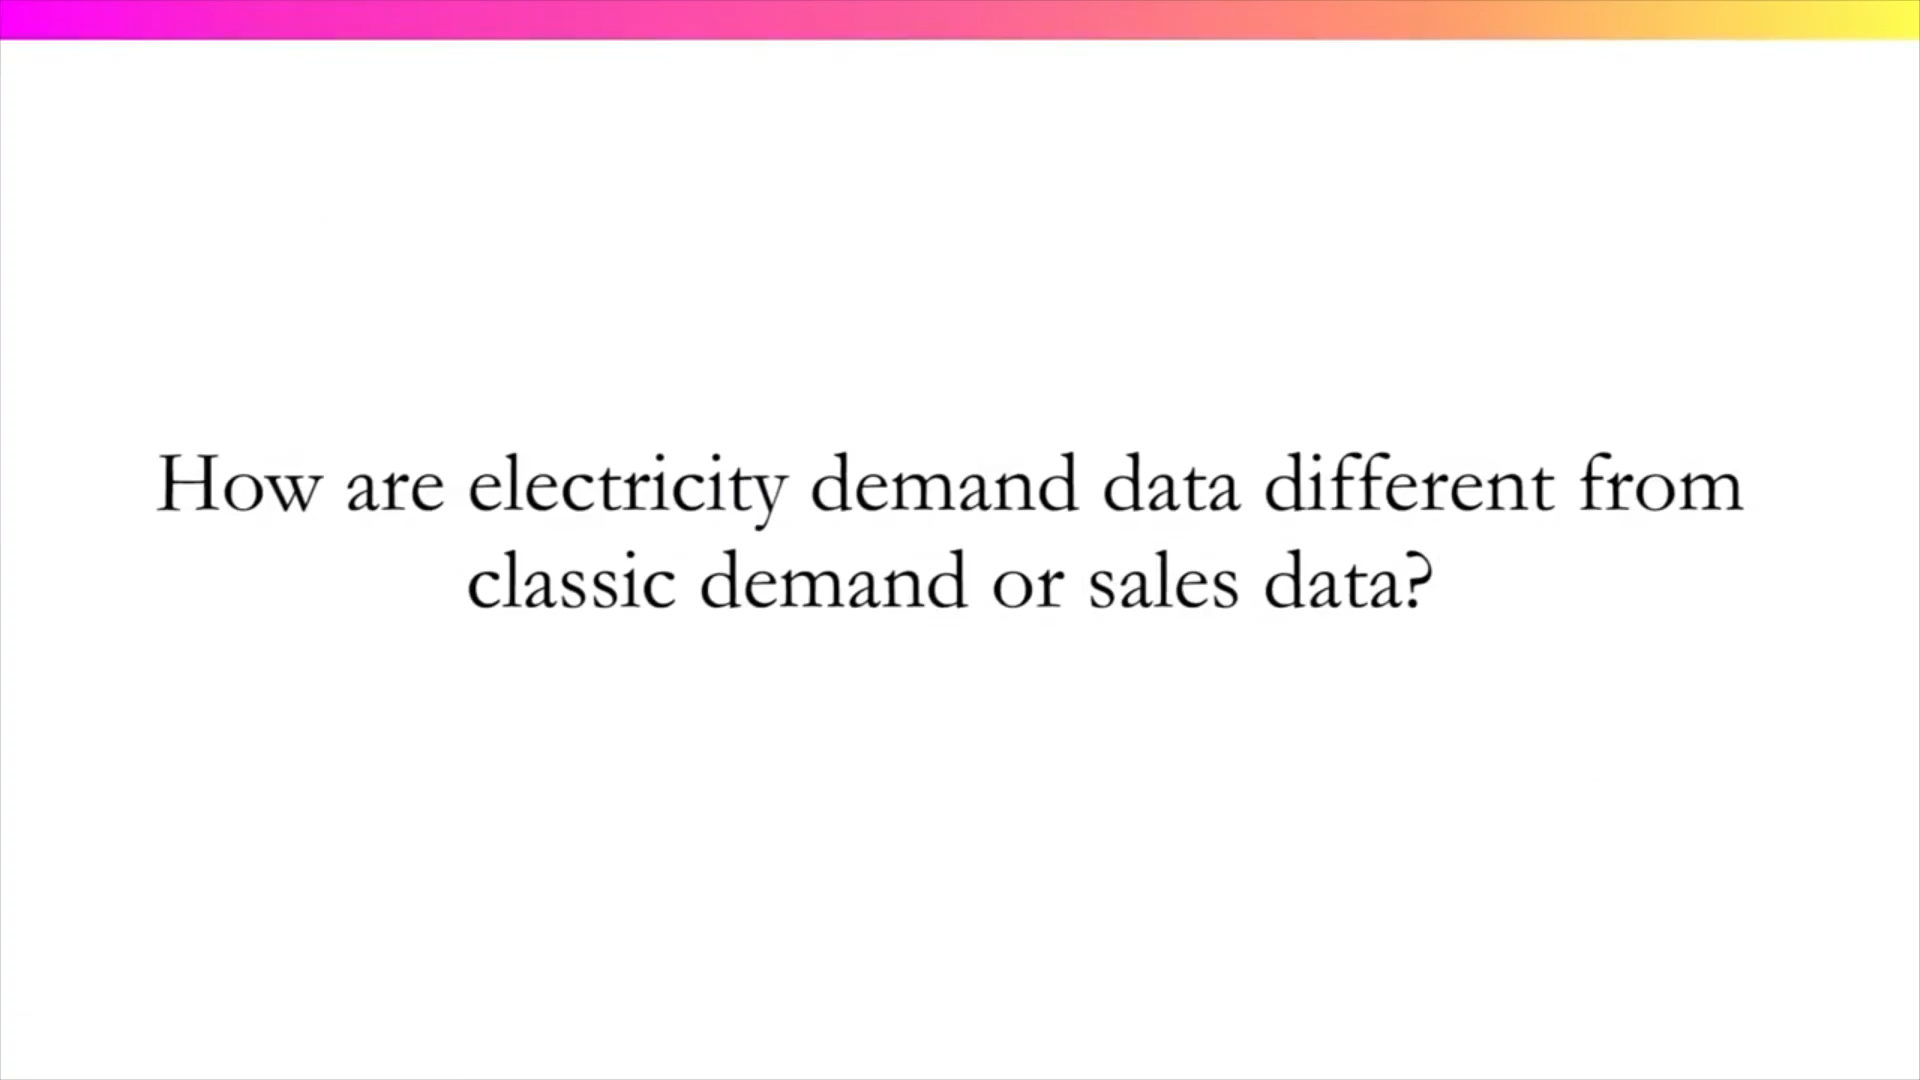 How are electricity demand data different from
classic demand or sales data?